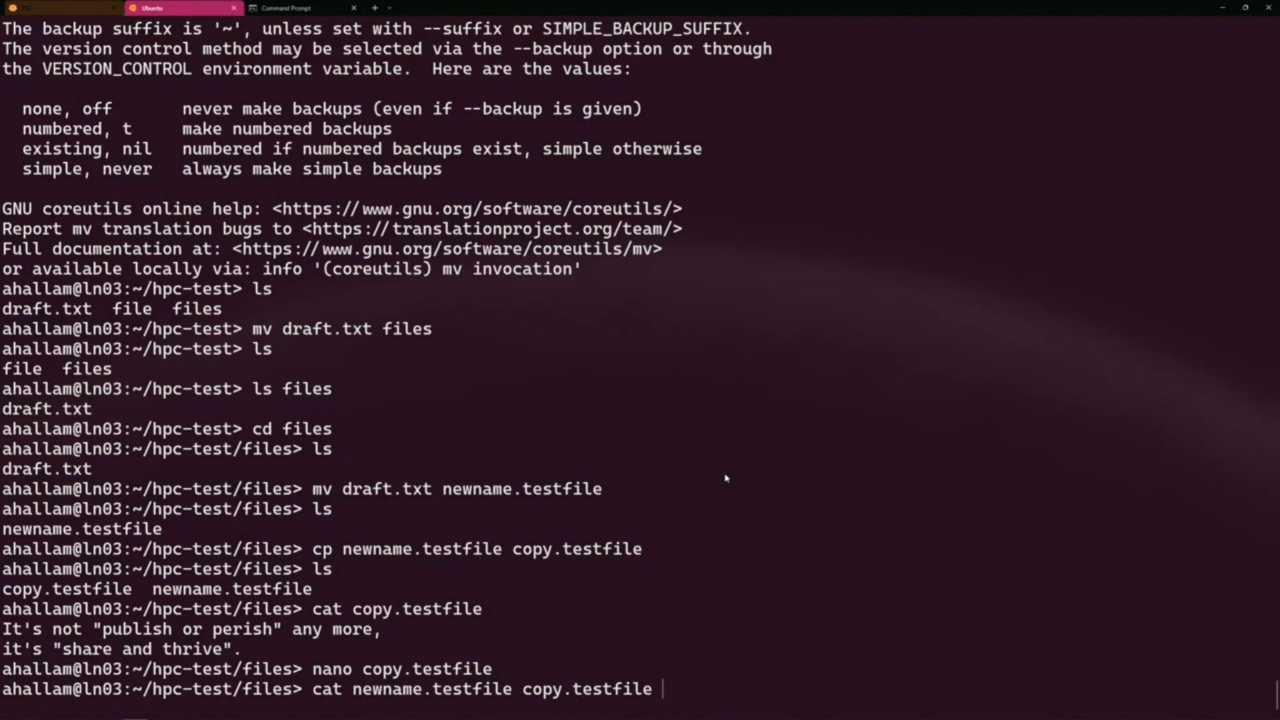 Ubuntu
Command Prompt
The backup suffix is '~', unless set with --suffix or SIMPLE_BACKUP_SUFFIX.
The version control method may be selected via the --backup option or through
the VERSION_CONTROL environment variable.  Here are the values:
none, off       never make backups (even if --backup is given)
numbered, t     make numbered backups
existing, nil   numbered if numbered backups exist, simple otherwise
simple, never   always make simple backups
GNU coreutils online help: <https://www.gnu.org/software/coreutils/>
Report mv translation bugs to <https://translationproject.org/team/>
Full documentation at: <https://www.gnu.org/software/coreutils/mv>
or available locally via: info '(coreutils) mv invocation'
ahallam@ln03:~/hpc-test> ls
draft.txt  file  files
ahallam@ln03:~/hpc-test> mv draft.txt files
ahallam@ln03:~/hpc-test> ls
file  files
ahallam@ln03:~/hpc-test> ls files
draft.txt
ahallam@ln03:~/hpc-test> cd files
ahallam@ln03:~/hpc-test/files> ls
draft.txt
ahallam@ln03:~/hpc-test/files> mv draft.txt newname.testfile
ahallam@ln03:~/hpc-test/files> ls
newname.testfile
ahallam@ln03:~/hpc-test/files> cp newname.testfile copy.testfile
ahallam@ln03:~/hpc-test/files> ls
copy.testfile  newname.testfile
ahallam@ln03:~/hpc-test/files> cat copy.testfile
It's not "publish or perish" any more,
it's "share and thrive".
ahallam@ln03:~/hpc-test/files> nano copy.testfile
ahallam@ln03:~/hpc-test/files> cat newname.testfile copy.testfile